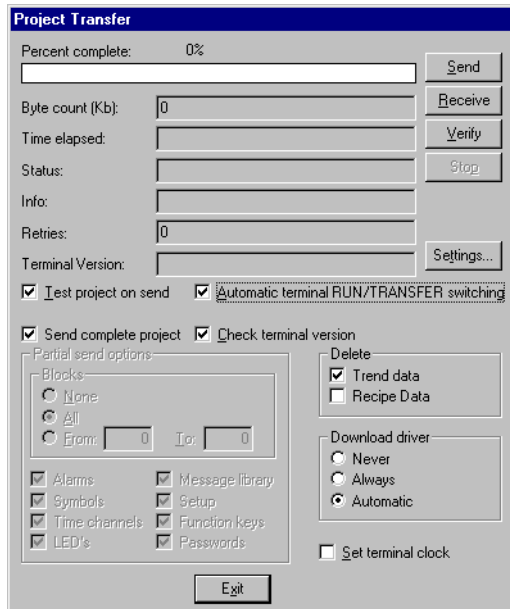 Project Transfer
Percent complete: 0%
Send
Byte count (Kb): 0
Receive
Time elapsed:
Verify
Status:
Stop
Info:
Retries: 0
Terminal Version:
Settings...
Test project on send
Automatic terminal RUN/TRANSFER switching
Send complete project
Check terminal version
Partial send options
Blocks
None
All
From: 0 To: 0
Alarms
Message library
Symbols
Setup
Time channels
Function keys
LED's
Passwords
Delete
Trend data
Recipe Data
Download driver
Never
Always
Automatic
Set terminal clock
Exit